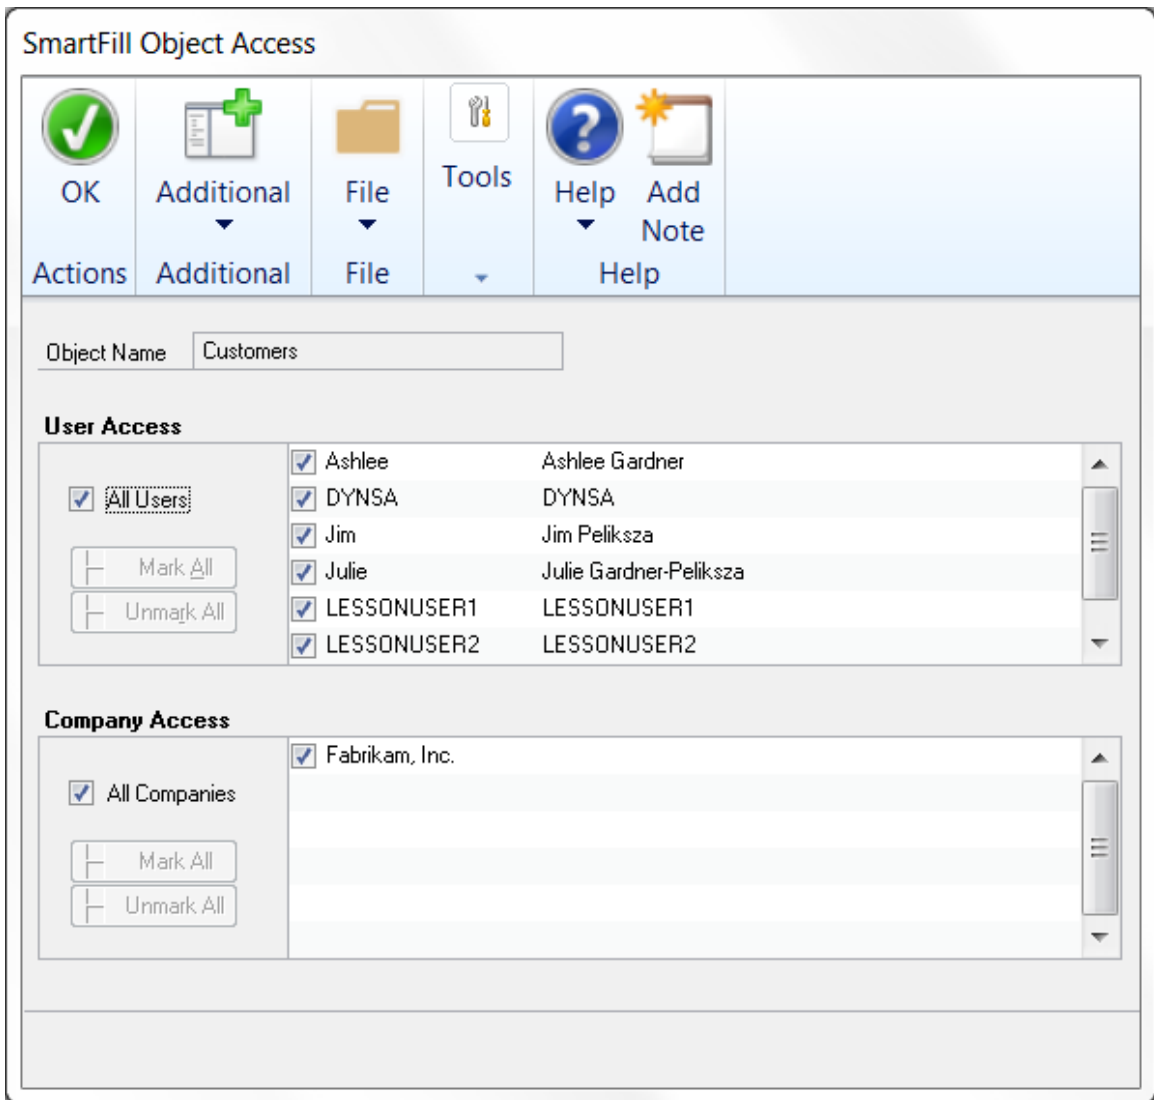 SmartFill Object Access
OK
Additional
File
Tools
Help
Add
Note
Actions
Additional
File
Help
Object Name
Customers
User Access
All Users
Mark All
Unmark All
Ashlee Ashlee Gardner
DYNSA DYNSA
Jim Jim Peliksza
Julie Julie Gardner-Peliksza
LESSONUSER1 LESSONUSER1
LESSONUSER2 LESSONUSER2
Company Access
All Companies
Mark All
Unmark All
Fabrikam, Inc.